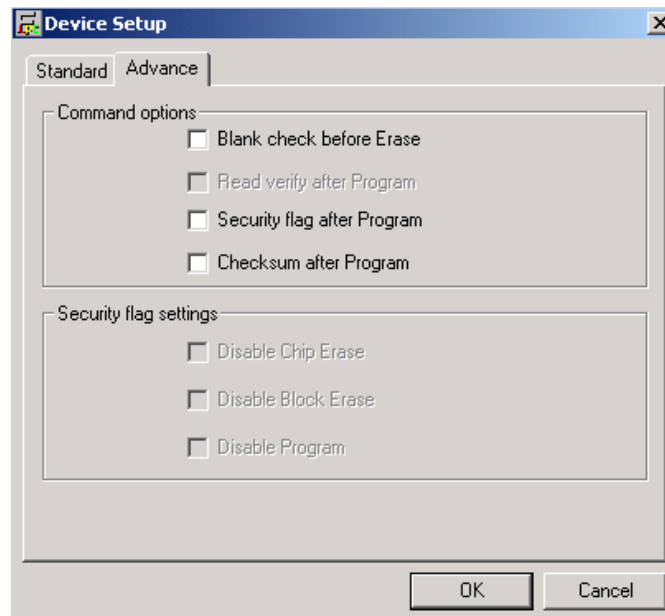 Device Setup
Standard
Advance
Command options
Blank check before Erase
Read verify after Program
Security flag after Program
Checksum after Program
Security flag settings
Disable Chip Erase
Disable Block Erase
Disable Program
OK
Cancel